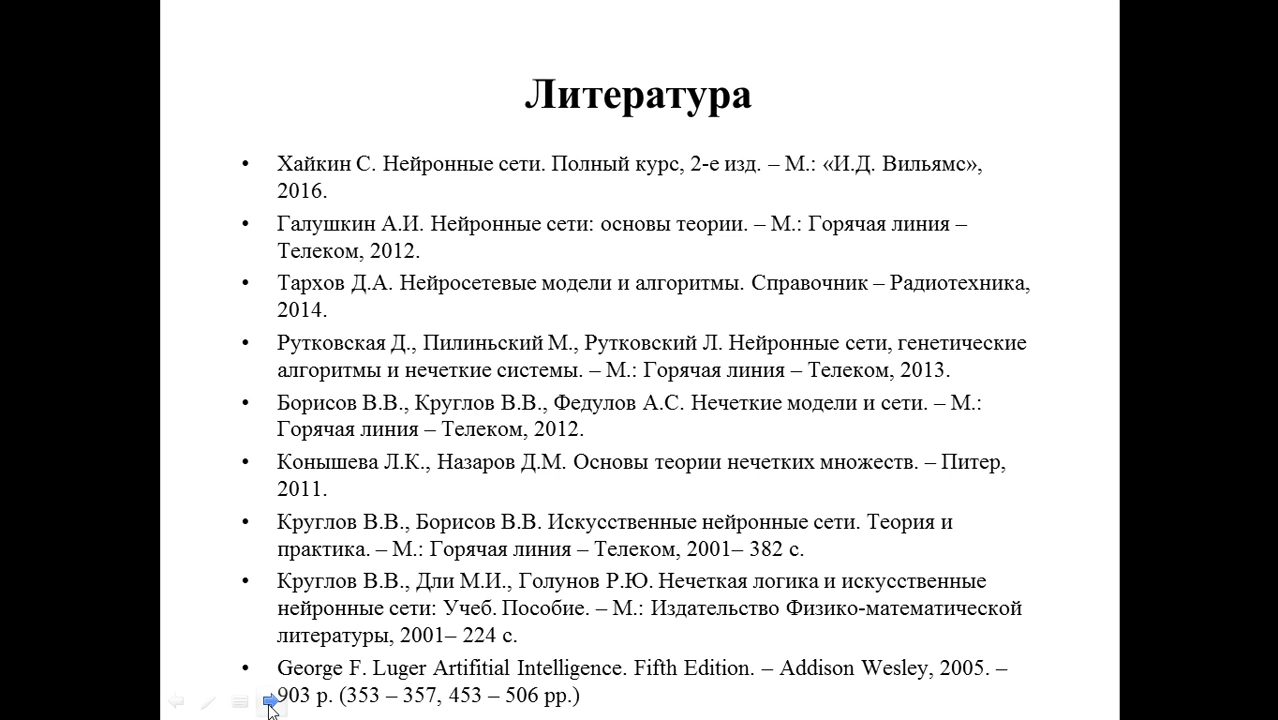 Литература
• Хайкин С. Нейронные сети. Полный курс, 2-е изд. – М.: «И.Д. Вильямс»,
2016.
• Галушкин А.И. Нейронные сети: основы теории. – М.: Горячая линия –
Телеком, 2012.
• Тархов Д.А. Нейросетевые модели и алгоритмы. Справочник – Радиотехника,
2014.
• Рутковская Д., Пилиньский М., Рутковский Л. Нейронные сети, генетические
алгоритмы и нечеткие системы. – М.: Горячая линия – Телеком, 2013.
• Борисов В.В., Круглов В.В., Федулов А.С. Нечеткие модели и сети. – М.:
Горячая линия – Телеком, 2012.
• Конышева Л.К., Назаров Д.М. Основы теории нечетких множеств. – Питер,
2011.
• Круглов В.В., Борисов В.В. Искусственные нейронные сети. Теория и
практика. – М.: Горячая линия – Телеком, 2001– 382 с.
• Круглов В.В., Дли М.И., Голунов Р.Ю. Нечеткая логика и искусственные
нейронные сети: Учеб. Пособие. – М.: Издательство Физико-математической
литературы, 2001– 224 с.
• George F. Luger Artifitial Intelligence. Fifth Edition. – Addison Wesley, 2005. –
903 p. (353 – 357, 453 – 506 pp.)